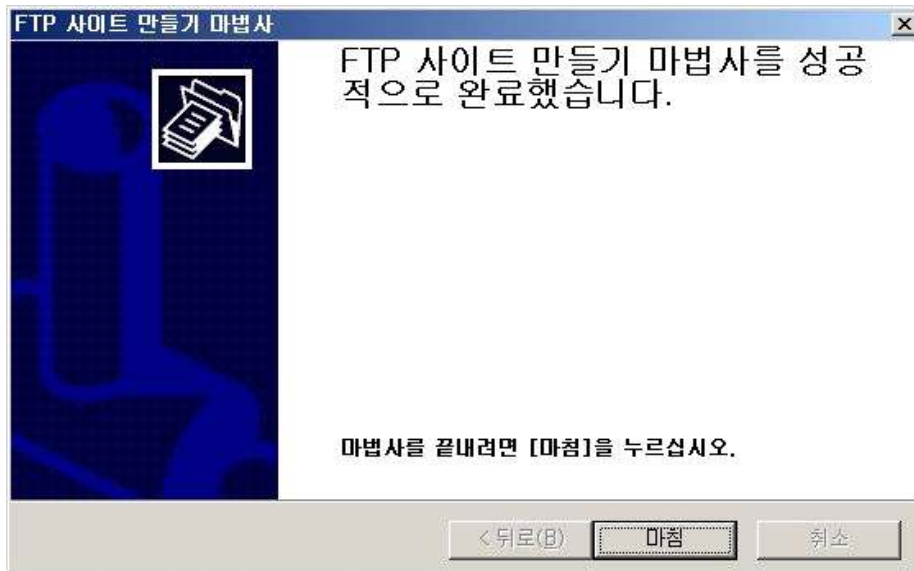 FTP 사이트 만들기 마법사
FTP 사이트 만들기 마법사를 성공
적으로 완료했습니다.
마법사를 끝내려면 [마침]을 누르십시오.
< 뒤로(B)
마침
취소